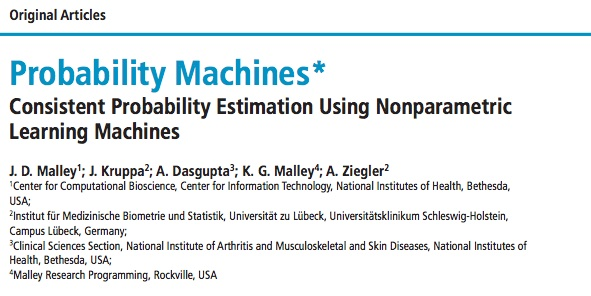 Original Articles
Probability Machines*
Consistent Probability Estimation Using Nonparametric
Learning Machines
J. D. Malley1; J. Kruppa2; A. Dasgupta3; K. G. Malley4; A. Ziegler2
1Center for Computational Bioscience, Center for Information Technology, National Institutes of Health, Bethesda,
USA;
2Institut für Medizinische Biometrie und Statistik, Universität zu Lübeck, Universitätsklinikum Schleswig-Holstein,
Campus Lübeck, Germany;
3Clinical Sciences Section, National Institute of Arthritis and Musculoskeletal and Skin Diseases, National Institutes of
Health, Bethesda, USA;
4Malley Research Programming, Rockville, USA